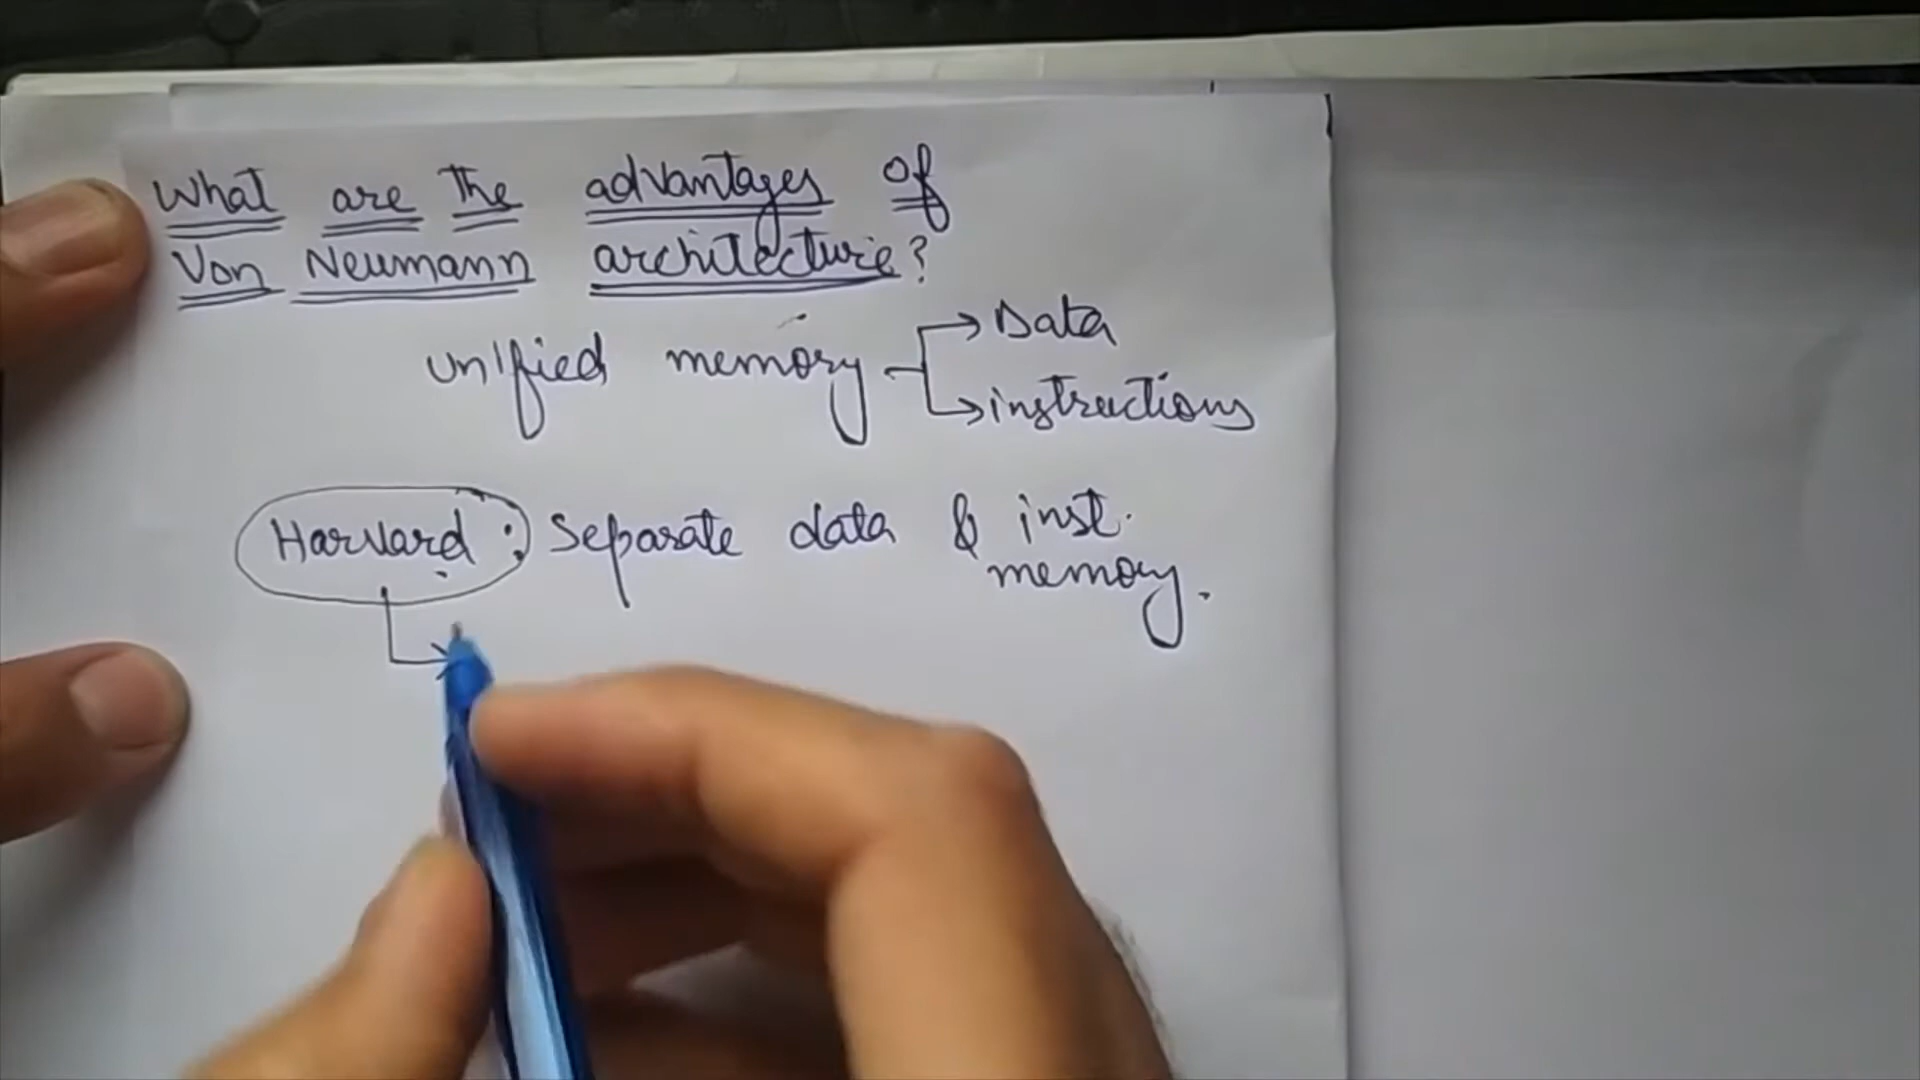 What are the advantages of
Von Neumann architecture?
unified memory → Data
→ instructions
Harvard : Separate data & inst.
memory.